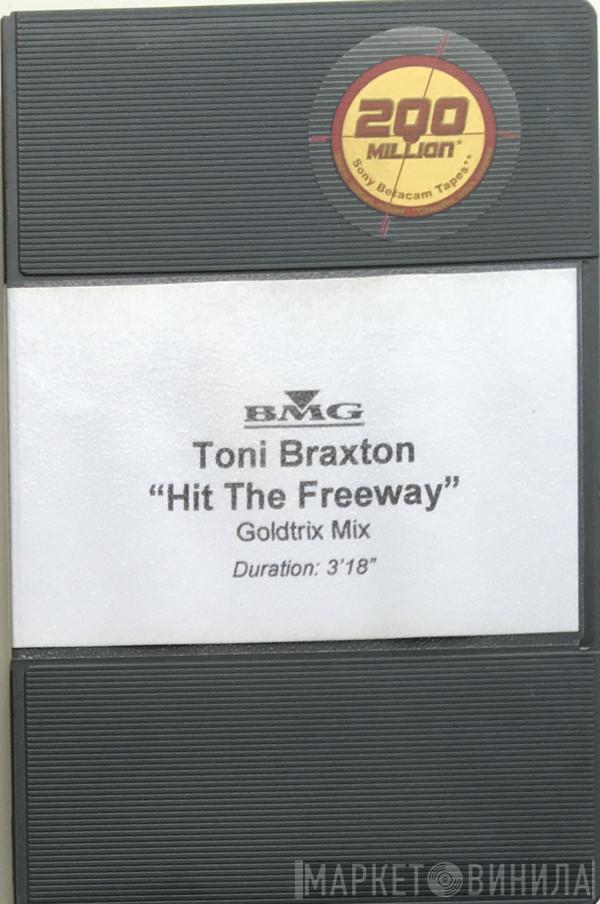 200
MILLION*
Sony Betacam Tapes**
BMG
Toni Braxton
“Hit The Freeway”
Goldtrix Mix
Duration: 3’18”
МАРКЕТ ВИНИЛА